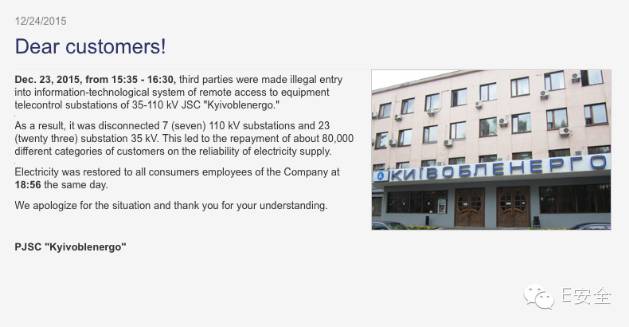 12/24/2015
Dear customers!
Dec. 23, 2015, from 15:35 - 16:30, third parties were made illegal entry
into information-technological system of remote access to equipment
telecontrol substations of 35-110 kV JSC "Kyivoblenergo."
As a result, it was disconnected 7 (seven) 110 kV substations and 23
(twenty three) substation 35 kV. This led to the repayment of about 80,000
different categories of customers on the reliability of electricity supply.
Electricity was restored to all consumers employees of the Company at
18:56 the same day.
We apologize for the situation and thank you for your understanding.
PJSC "Kyivoblenergo"
КИЇВОБЛЕНЕРГО
E安全